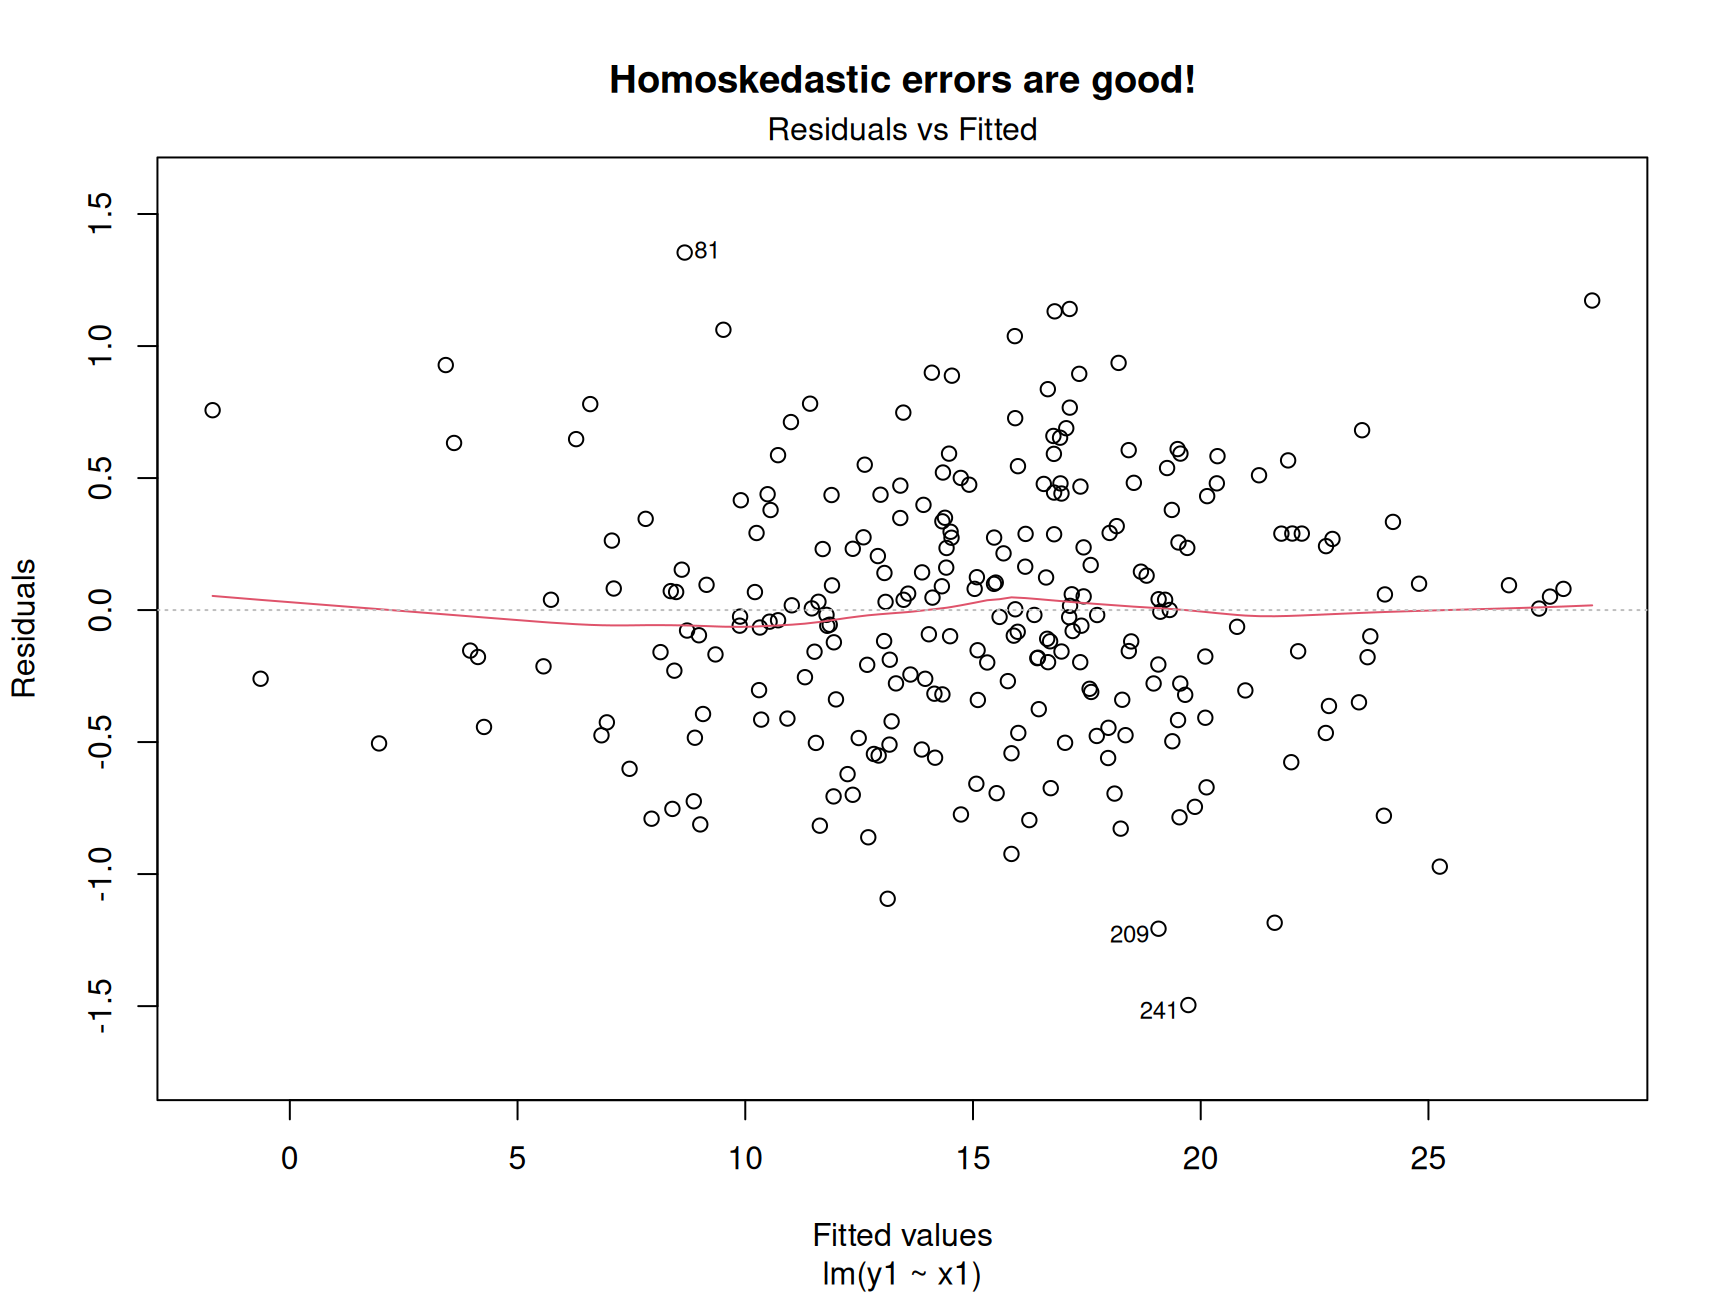 Homoskedastic errors are good!
Residuals vs Fitted
Residuals
1.5
1.0
0.5
0.0
-0.5
-1.0
-1.5
81
209
241
0 5 10 15 20 25
Fitted values
lm(y1 ~ x1)